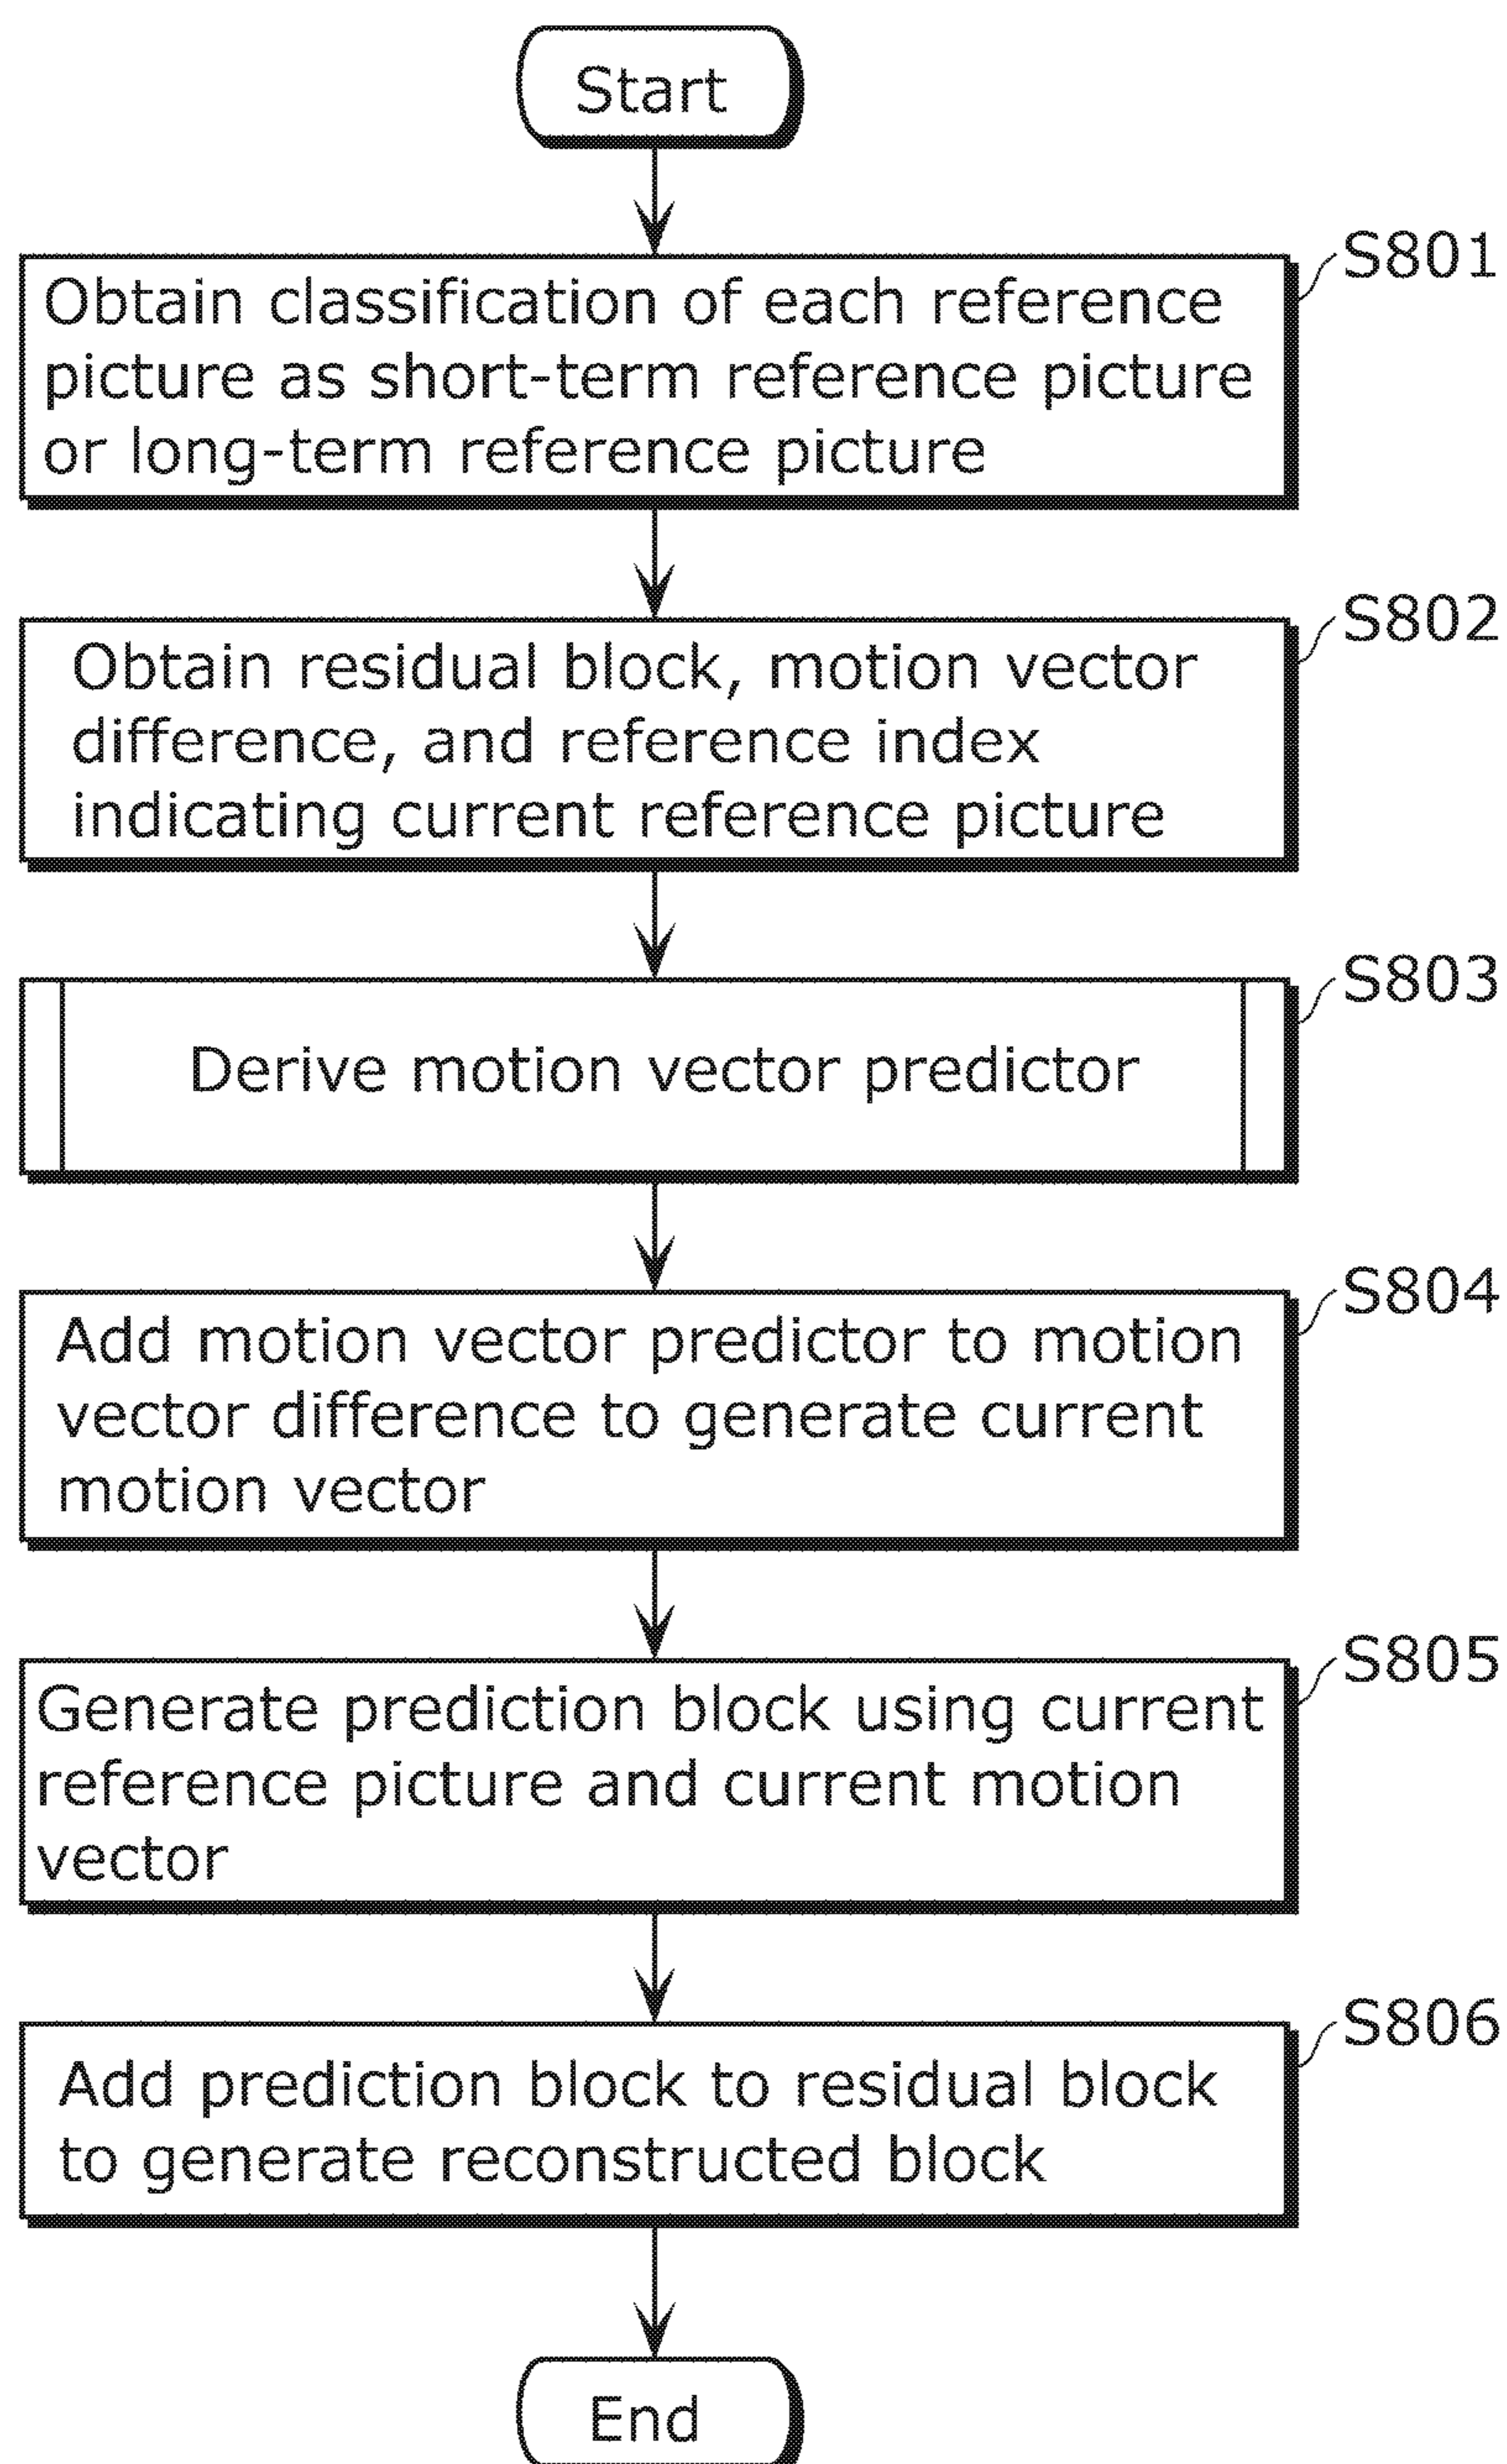 Start
S801
Obtain classification of each reference
picture as short-term reference picture
or long-term reference picture
S802
Obtain residual block, motion vector
difference, and reference index
indicating current reference picture
S803
Derive motion vector predictor
S804
Add motion vector predictor to motion
vector difference to generate current
motion vector
S805
Generate prediction block using current
reference picture and current motion
vector
S806
Add prediction block to residual block
to generate reconstructed block
End